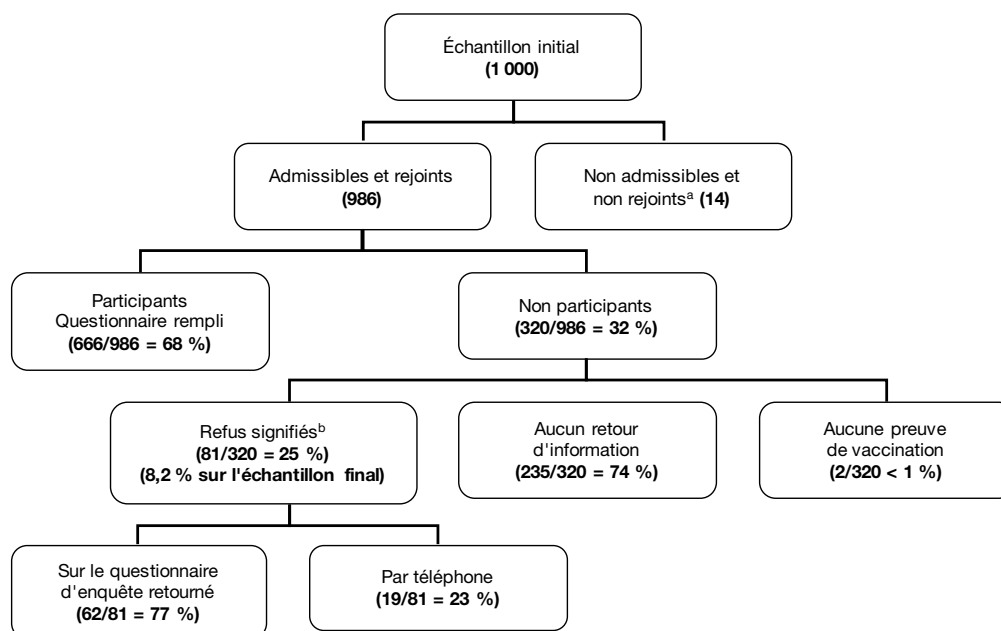 Échantillon initial
(1 000)
Admissibles et rejoints
(986)
Non admissibles et
non rejointsᵃ (14)
Participants
Questionnaire rempli
(666/986 = 68 %)
Non participants
(320/986 = 32 %)
Refus signifiésᵇ
(81/320 = 25 %)
(8,2 % sur l'échantillon final)
Aucun retour
d'information
(235/320 = 74 %)
Aucune preuve
de vaccination
(2/320 < 1 %)
Sur le questionnaire
d'enquête retourné
(62/81 = 77 %)
Par téléphone
(19/81 = 23 %)